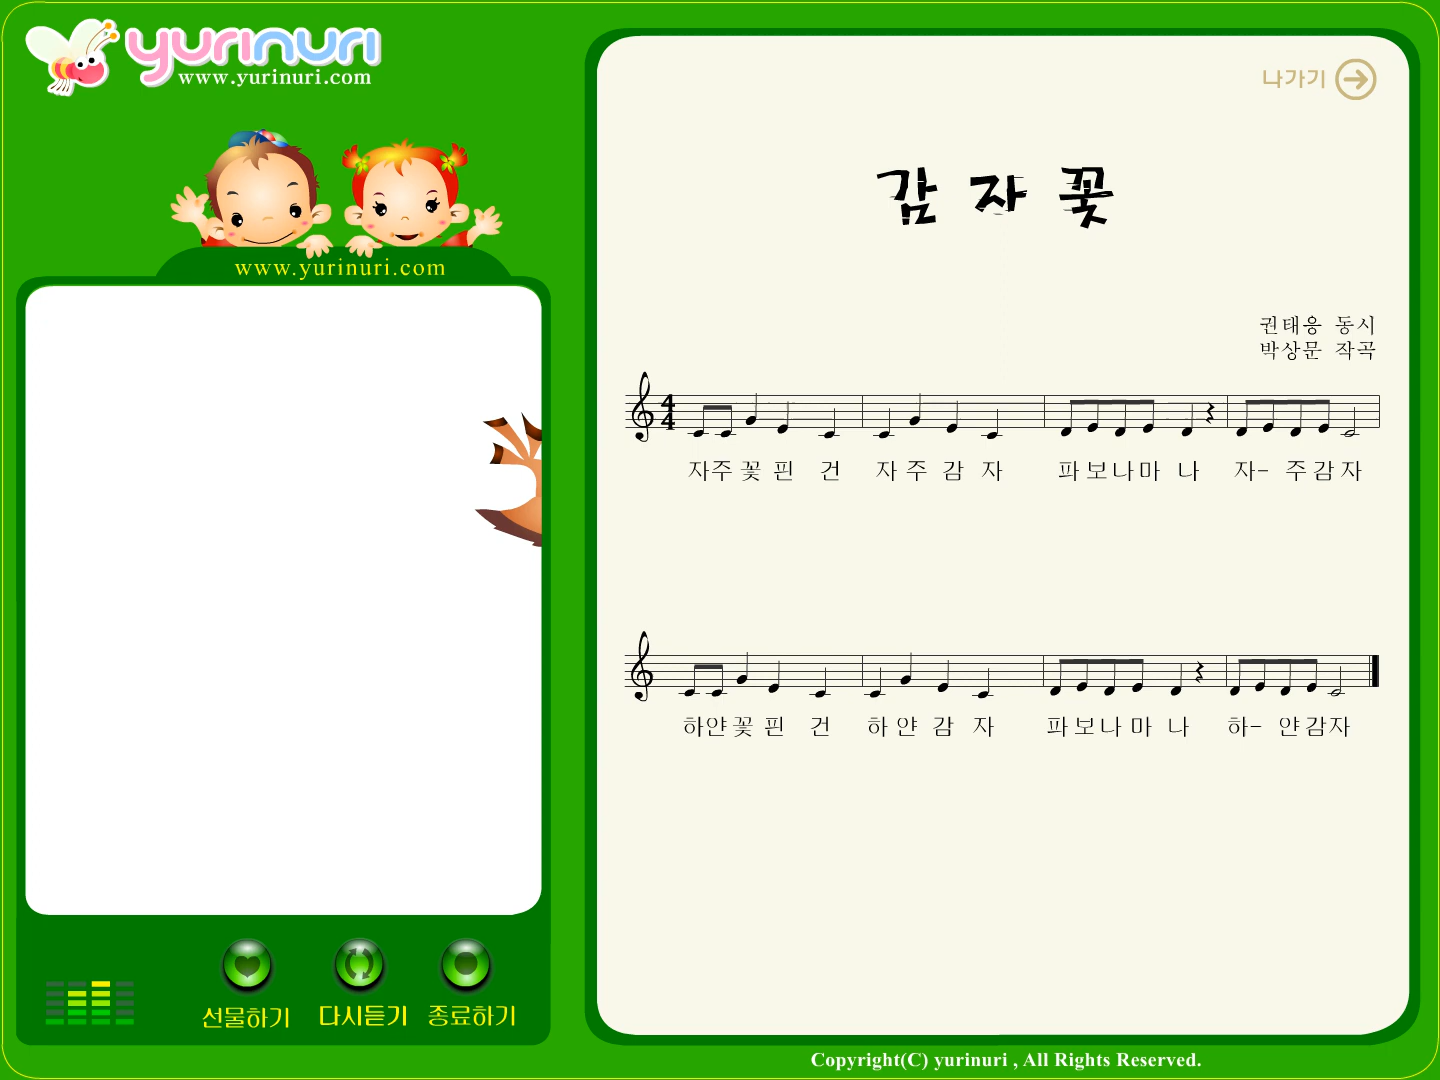 yurinuri
www.yurinuri.com
www.yurinuri.com
선물하기
다시듣기
종료하기
나가기
감자꽃
권태응 동시
박상문 작곡
4
4
자주 꽃 핀 건 자 주 감 자 파 보나마 나 자- 주감자
하얀 꽃 핀 건 하 얀 감 자 파 보나 마 나 하- 얀감자
Copyright(C) yurinuri , All Rights Reserved.